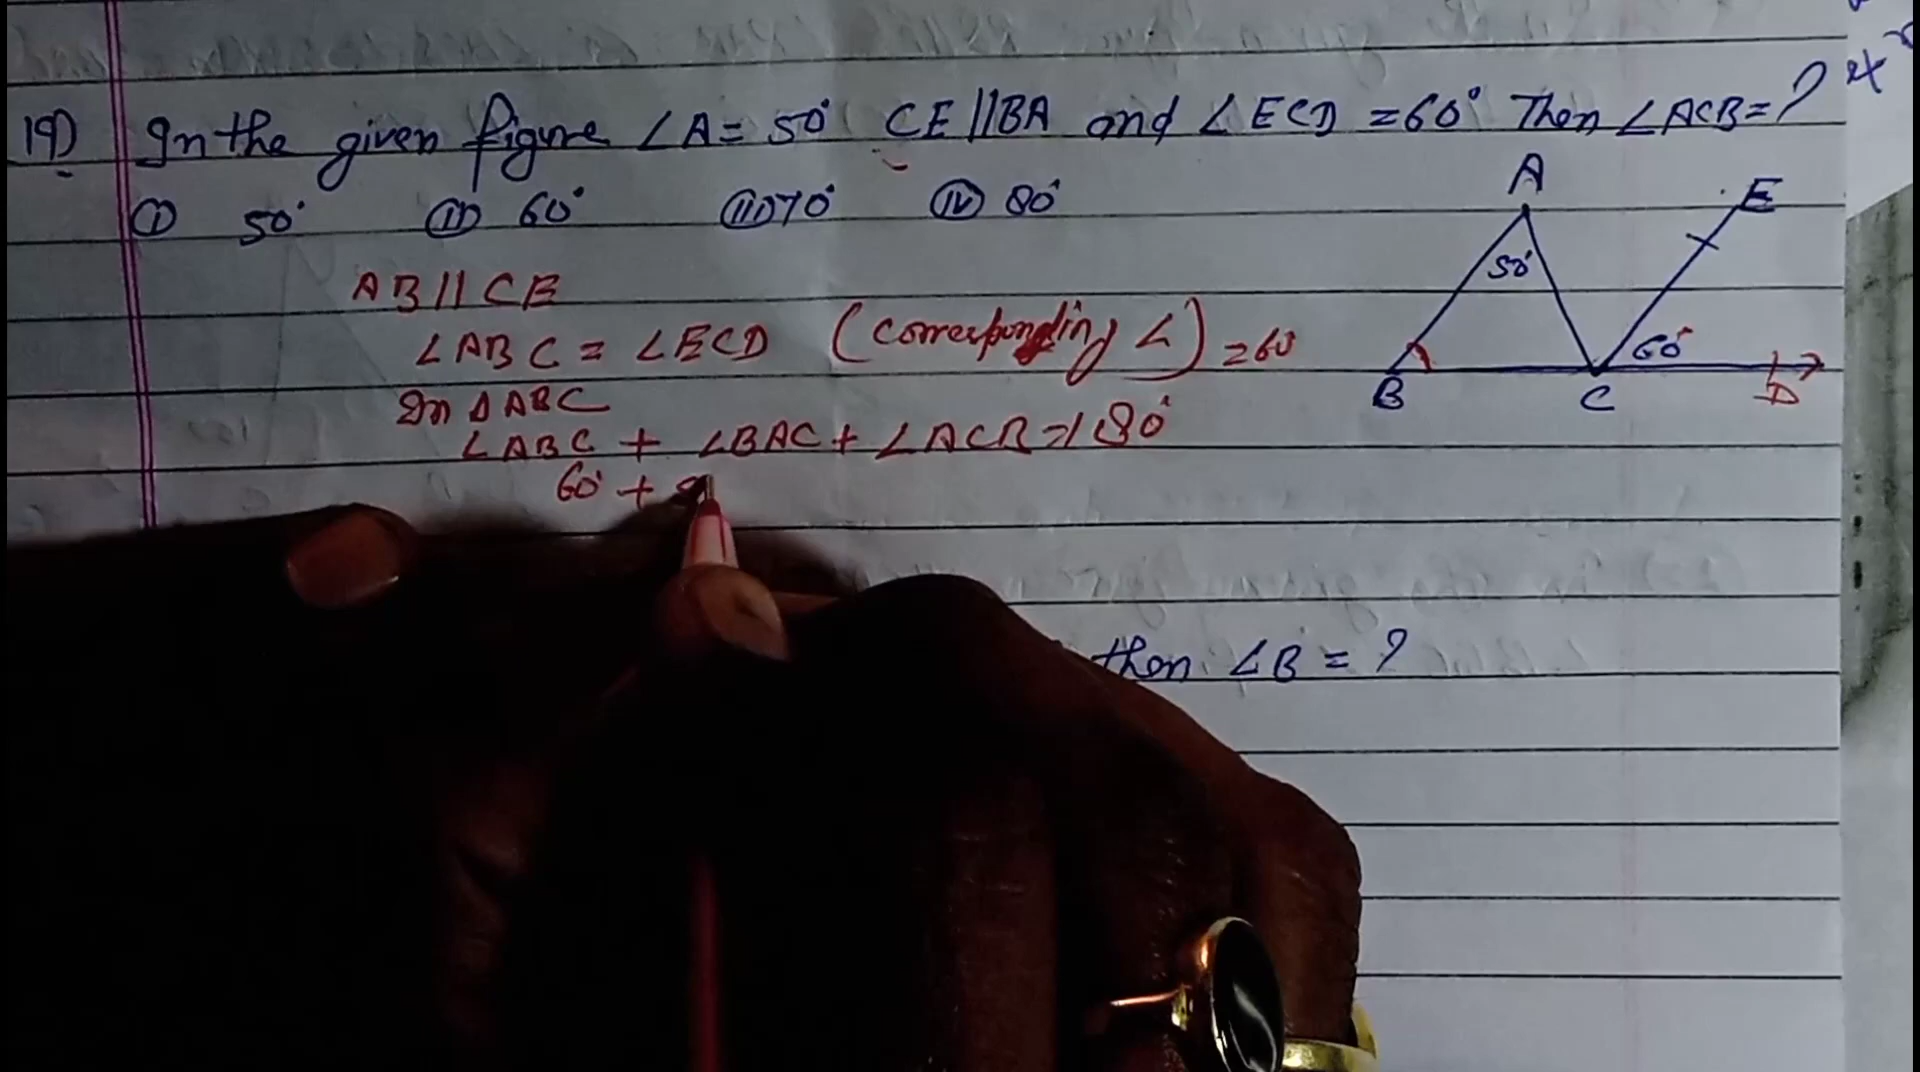 19) In the given figure ∠A = 50° CE||BA and ∠ECD = 60° Then ∠ACB = ?
(I) 50° (II) 60° (III) 70° (IV) 80°
AB||CE
∠ABC = ∠ECD (corresponding ∠) = 60°
In ΔABC
∠ABC + ∠BAC + ∠ACB = 180°
60° +
then ∠B = ?
A
E
50°
60°
B
C
D